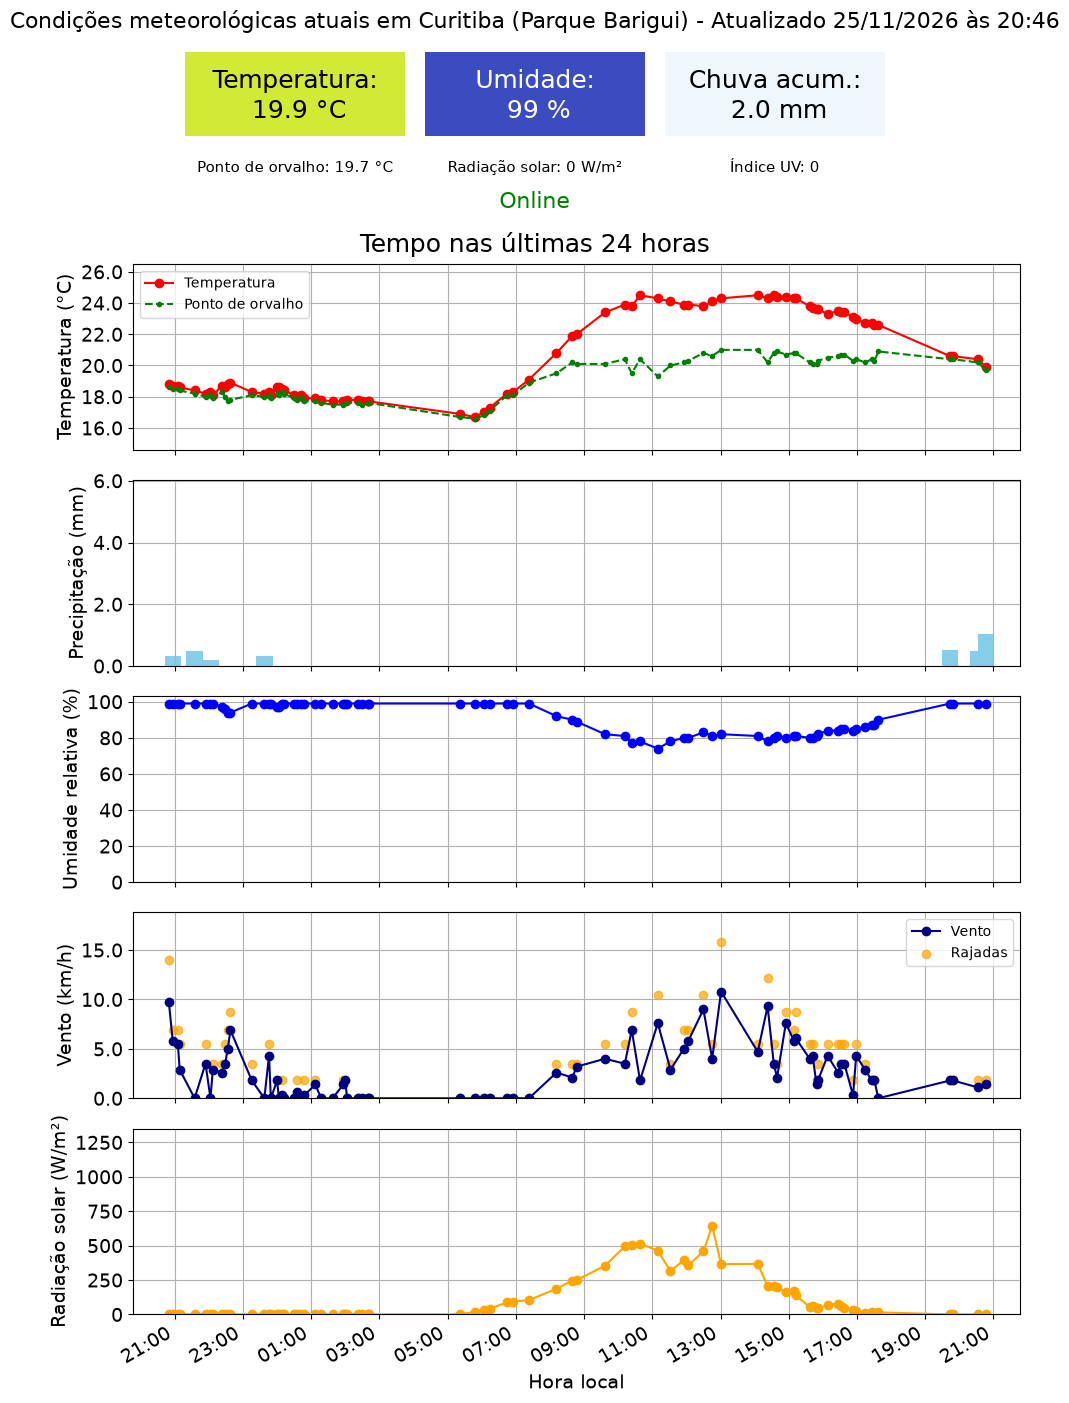 Condições meteorológicas atuais em Curitiba (Parque Barigui) - Atualizado 25/11/2026 às 20:46
Temperatura:
19.9 °C
Umidade:
99 %
Chuva acum.:
2.0 mm
Ponto de orvalho: 19.7 °C
Radiação solar: 0 W/m²
Índice UV: 0
Online
Tempo nas últimas 24 horas
Temperatura (°C)
26.0
24.0
22.0
20.0
18.0
16.0
Temperatura
Ponto de orvalho
Precipitação (mm)
6.0
4.0
2.0
0.0
Umidade relativa (%)
100
80
60
40
20
0
Vento (km/h)
15.0
10.0
5.0
0.0
Vento
Rajadas
Radiação solar (W/m²)
1250
1000
750
500
250
0
21:00
23:00
01:00
03:00
05:00
07:00
09:00
11:00
13:00
15:00
17:00
19:00
21:00
Hora local